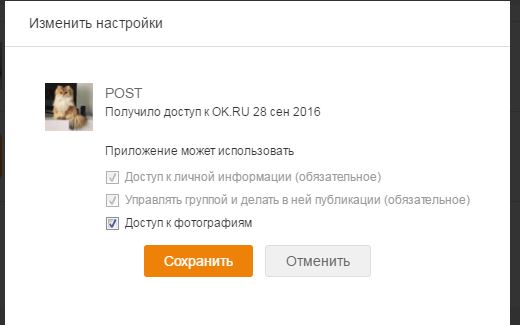 Изменить настройки
POST
Получило доступ к OK.RU 28 сен 2016
Приложение может использовать
Доступ к личной информации (обязательное)
Управлять группой и делать в ней публикации (обязательное)
Доступ к фотографиям
Сохранить
Отменить